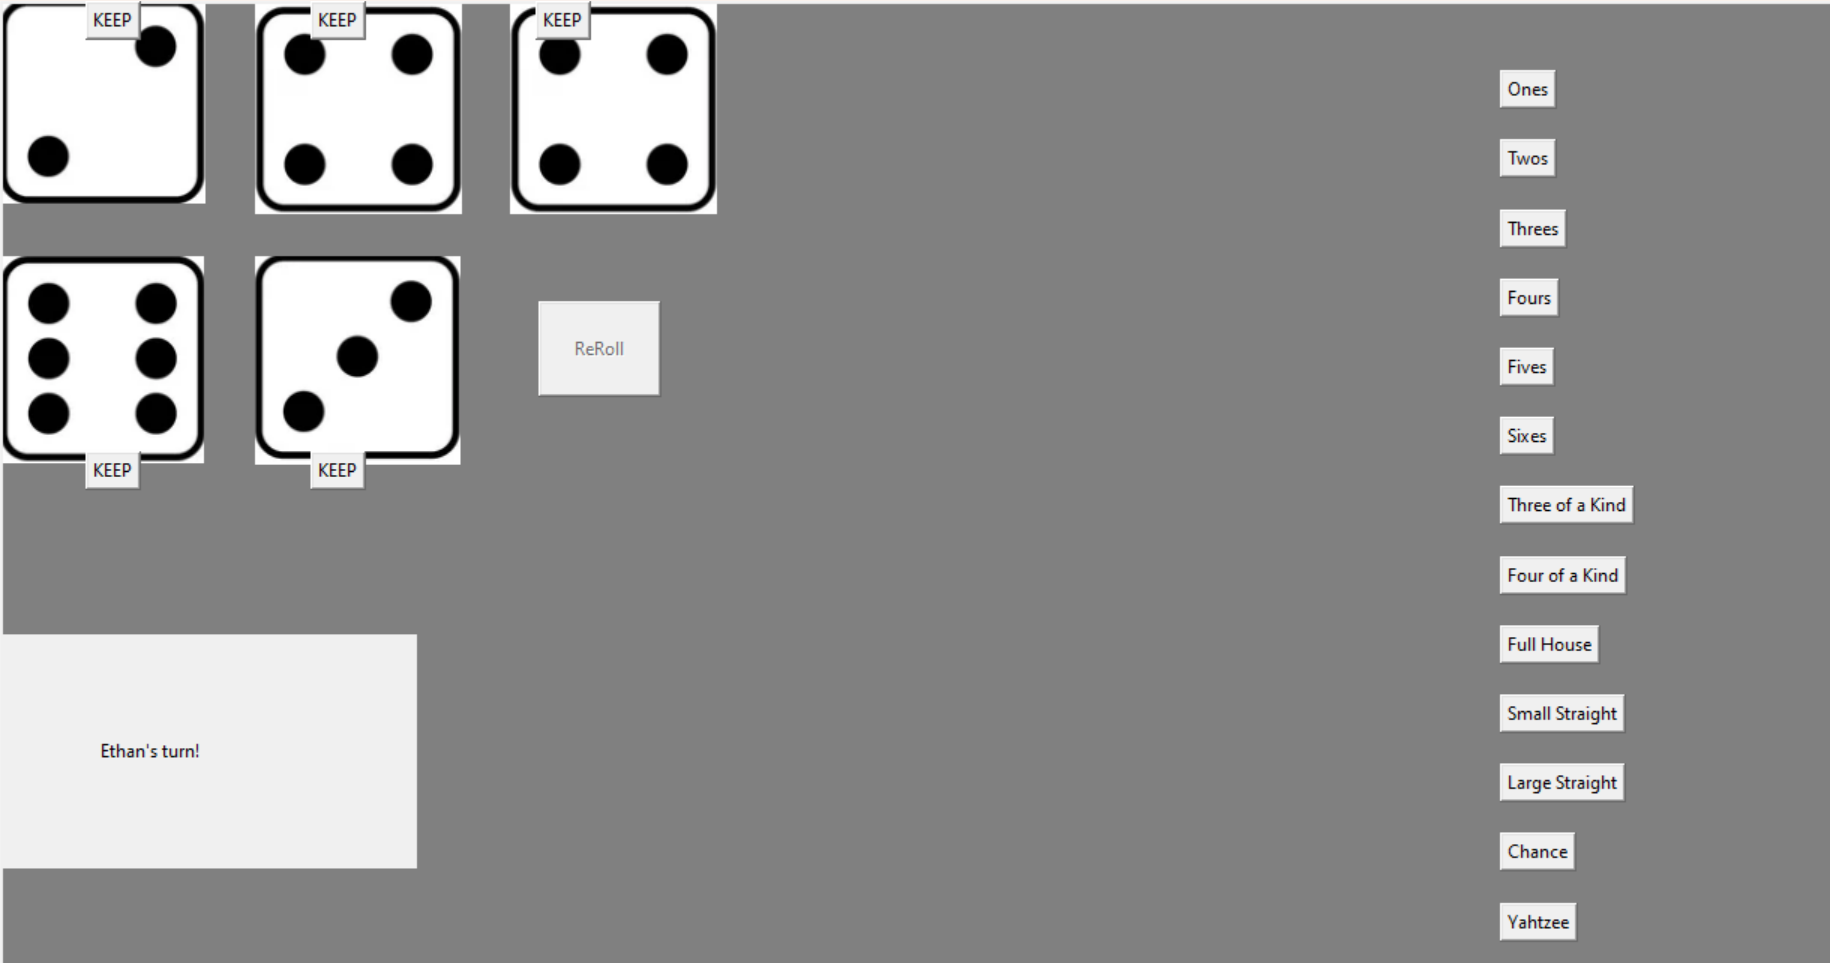 KEEP
KEEP
KEEP
Ones
Twos
Threes
Fours
Fives
Sixes
Three of a Kind
Four of a Kind
Full House
Small Straight
Large Straight
Chance
Yahtzee
ReRoll
KEEP
KEEP
Ethan's turn!